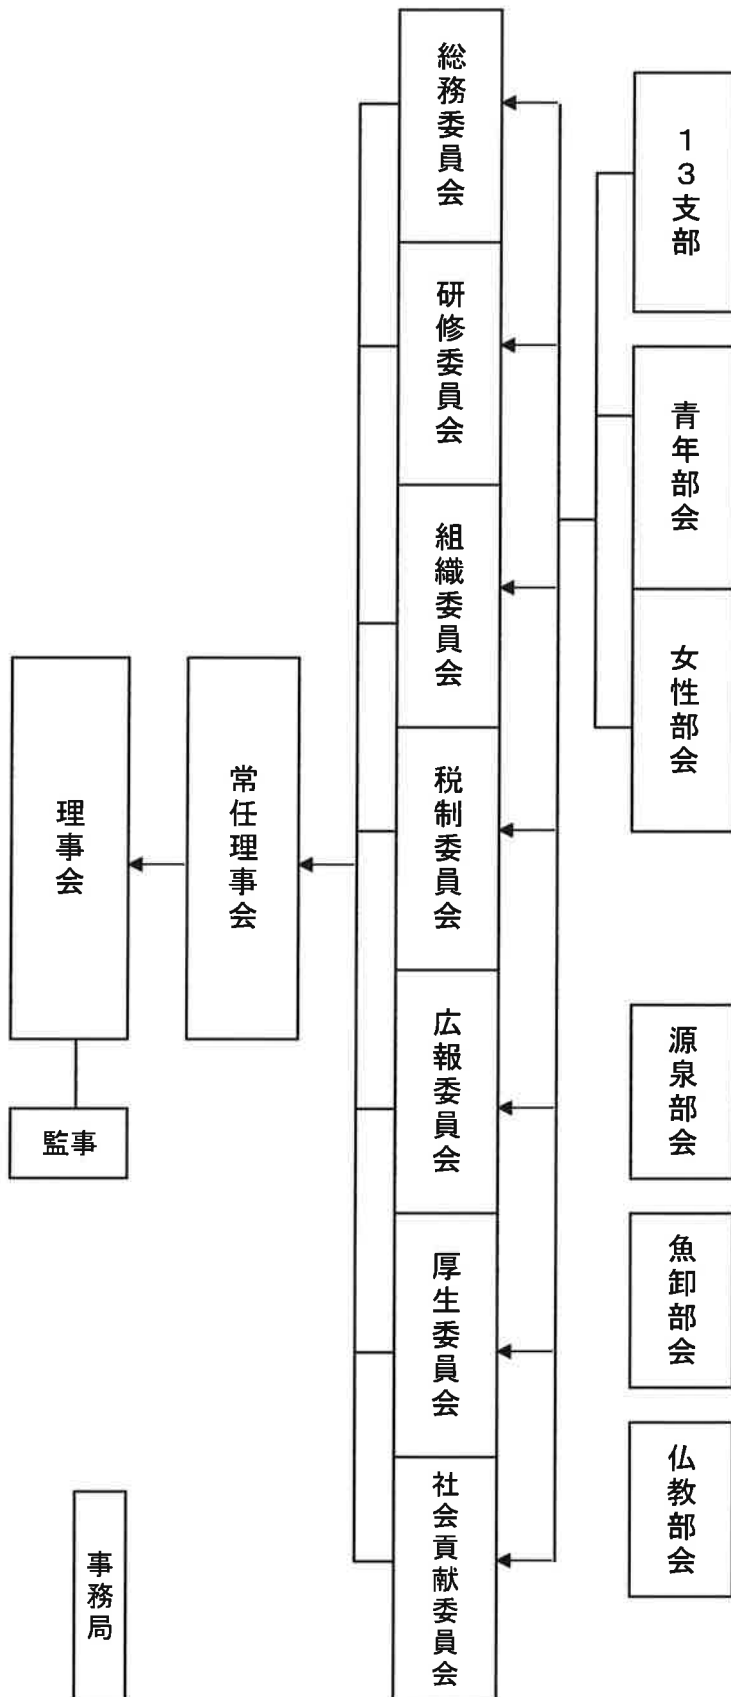 総務委員会
研修委員会
組織委員会
税制委員会
広報委員会
厚生委員会
社会貢献委員会
13支部
青年部会
女性部会
源泉部会
魚卸部会
仏教部会
常任理事会
理事会
監事
事務局